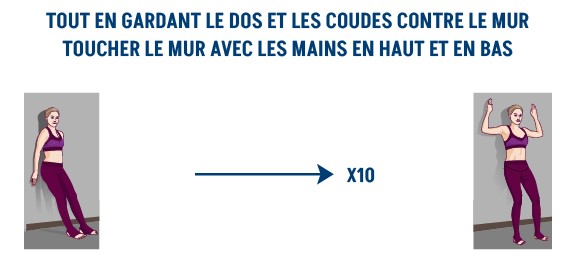 TOUT EN GARDANT LE DOS ET LES COUDES CONTRE LE MUR
TOUCHER LE MUR AVEC LES MAINS EN HAUT ET EN BAS
X10